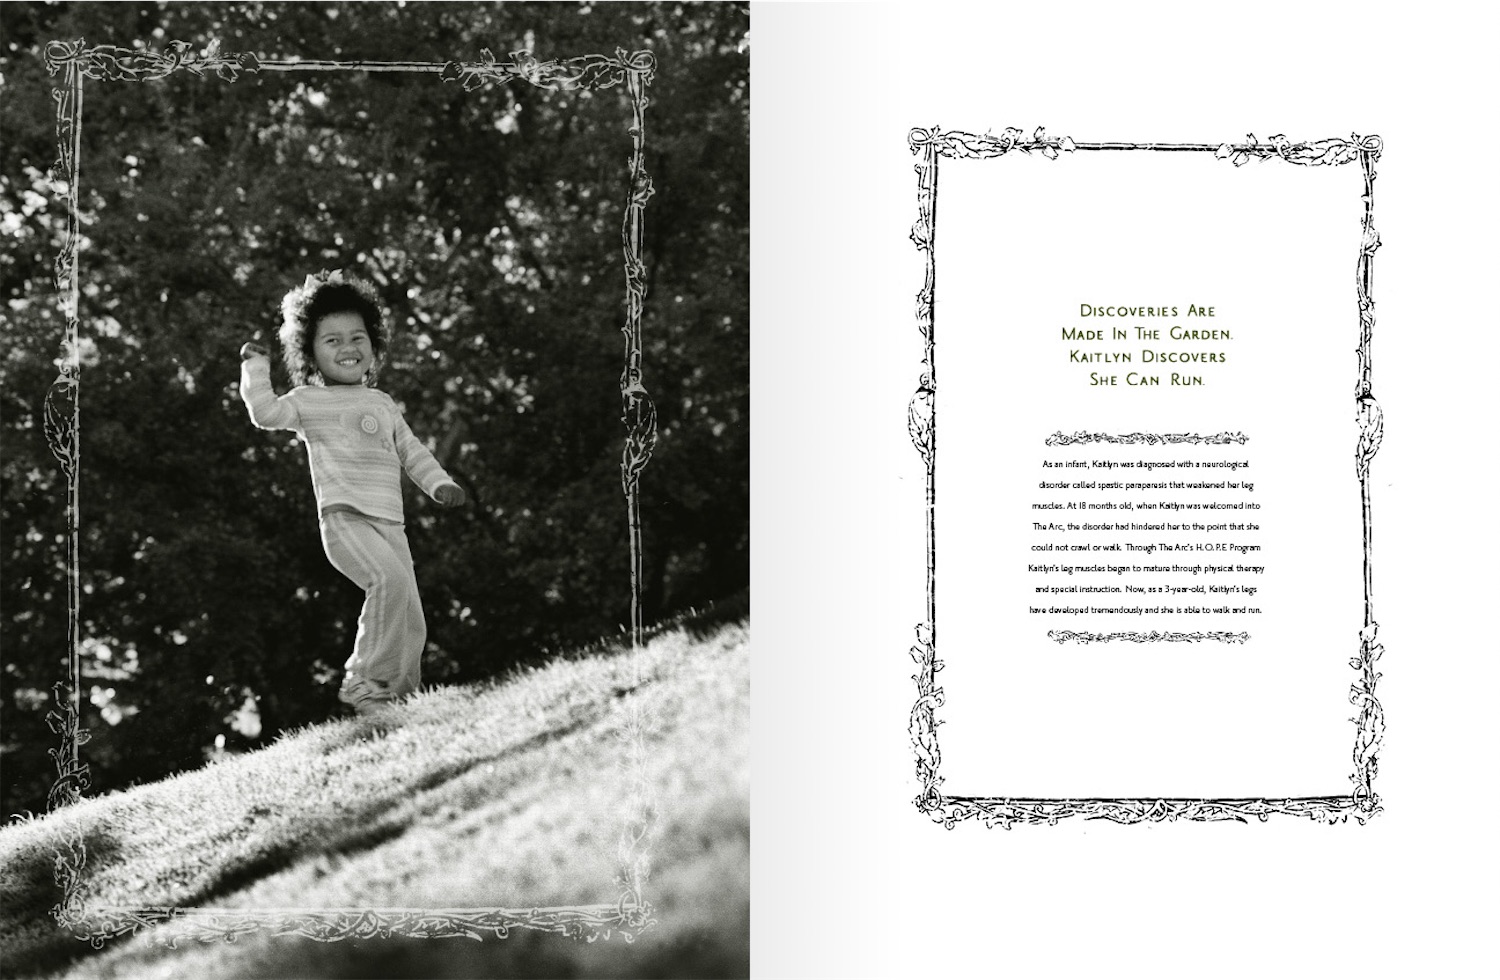 Discoveries Are
Made In The Garden.
Kaitlyn Discovers
She Can Run.
As an infant, Kaitlyn was diagnosed with a neurological
disorder called spastic paraparesis that weakened her leg
muscles. At 18 months old, when Kaitlyn was welcomed into
The Arc, the disorder had hindered her to the point that she
could not crawl or walk. Through The Arc's H.O.P.E Program
Kaitlyn's leg muscles began to mature through physical therapy
and special instruction. Now, as a 3-year-old, Kaitlyn's legs
have developed tremendously and she is able to walk and run.